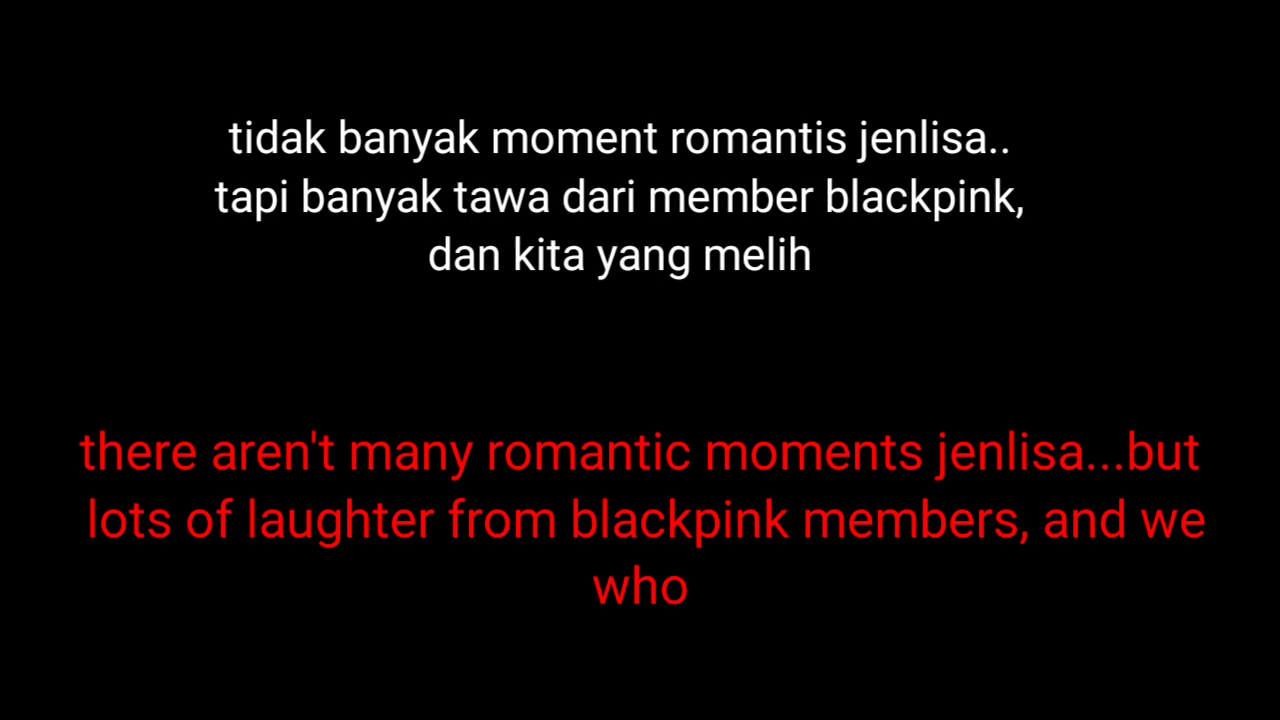 tidak banyak moment romantis jenlisa..
tapi banyak tawa dari member blackpink,
dan kita yang melih
there aren't many romantic moments jenlisa...but
lots of laughter from blackpink members, and we
who